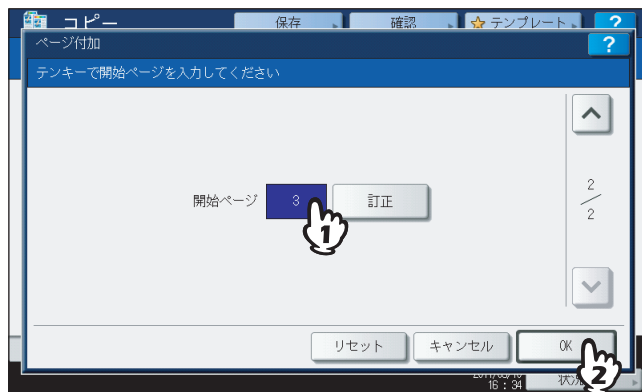 コピー 保存 確認 テンプレート ?
ページ付加 ?
テンキーで開始ページを入力してください
開始ページ 3 訂正
1
2
2
リセット キャンセル OK
2
16：34